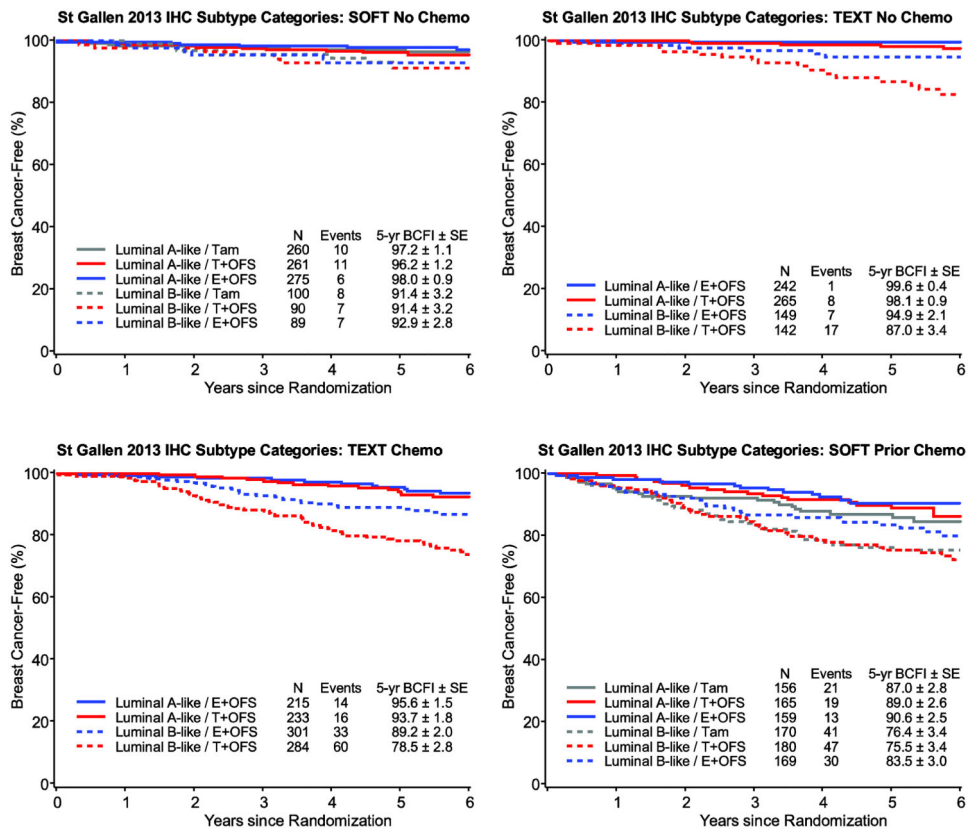 St Gallen 2013 IHC Subtype Categories: SOFT No Chemo
100
80
60
40
20
0
Breast Cancer-Free (%)
N Events 5-yr BCFI ± SE
Luminal A-like / Tam 260 10 97.2 ± 1.1
Luminal A-like / T+OFS 261 11 96.2 ± 1.2
Luminal A-like / E+OFS 275 6 98.0 ± 0.9
Luminal B-like / Tam 100 8 91.4 ± 3.2
Luminal B-like / T+OFS 90 7 91.4 ± 3.2
Luminal B-like / E+OFS 89 7 92.9 ± 2.8
0 1 2 3 4 5 6
Years since Randomization
St Gallen 2013 IHC Subtype Categories: TEXT No Chemo
100
80
60
40
20
0
Breast Cancer-Free (%)
N Events 5-yr BCFI ± SE
Luminal A-like / E+OFS 242 1 99.6 ± 0.4
Luminal A-like / T+OFS 265 8 98.1 ± 0.9
Luminal B-like / E+OFS 149 7 94.9 ± 2.1
Luminal B-like / T+OFS 142 17 87.0 ± 3.4
0 1 2 3 4 5 6
Years since Randomization
St Gallen 2013 IHC Subtype Categories: TEXT Chemo
100
80
60
40
20
0
Breast Cancer-Free (%)
N Events 5-yr BCFI ± SE
Luminal A-like / E+OFS 215 14 95.6 ± 1.5
Luminal A-like / T+OFS 233 16 93.7 ± 1.8
Luminal B-like / E+OFS 301 33 89.2 ± 2.0
Luminal B-like / T+OFS 284 60 78.5 ± 2.8
0 1 2 3 4 5 6
Years since Randomization
St Gallen 2013 IHC Subtype Categories: SOFT Prior Chemo
100
80
60
40
20
0
Breast Cancer-Free (%)
N Events 5-yr BCFI ± SE
Luminal A-like / Tam 156 21 87.0 ± 2.8
Luminal A-like / T+OFS 165 19 89.0 ± 2.6
Luminal A-like / E+OFS 159 13 90.6 ± 2.5
Luminal B-like / Tam 170 41 76.4 ± 3.4
Luminal B-like / T+OFS 180 47 75.5 ± 3.4
Luminal B-like / E+OFS 169 30 83.5 ± 3.0
1 2 3 4 5 6
Years since Randomization